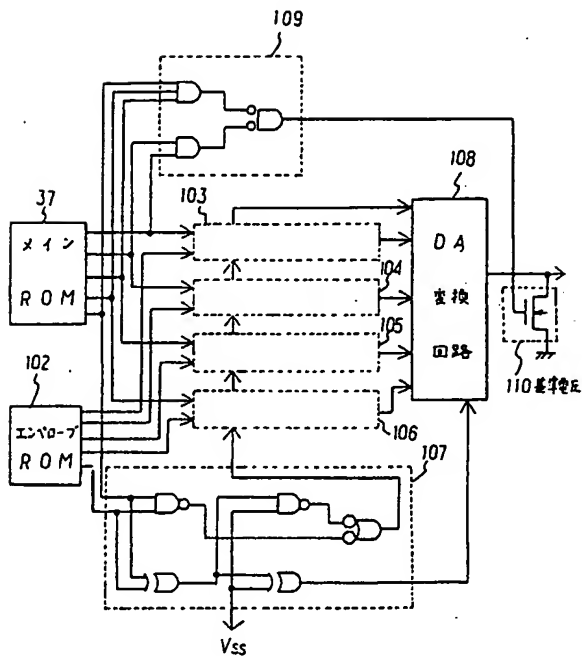 109
108
37
メイン
ROM
103
104
105
106
DA
変換
回路
110 基準電圧
102
エンベロープ
ROM
107
Vss